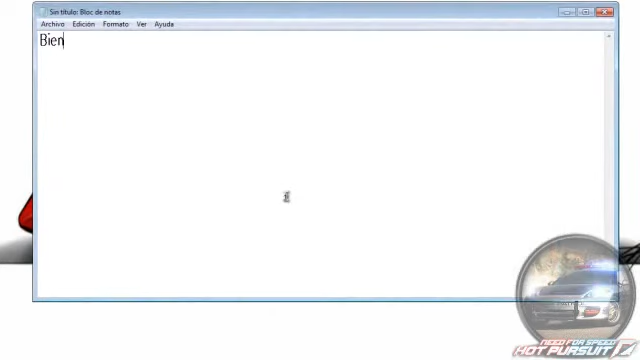 Sin título: Bloc de notas
Archivo Edición Formato Ver Ayuda
Bien
NEED FOR SPEED
HOT PURSUIT